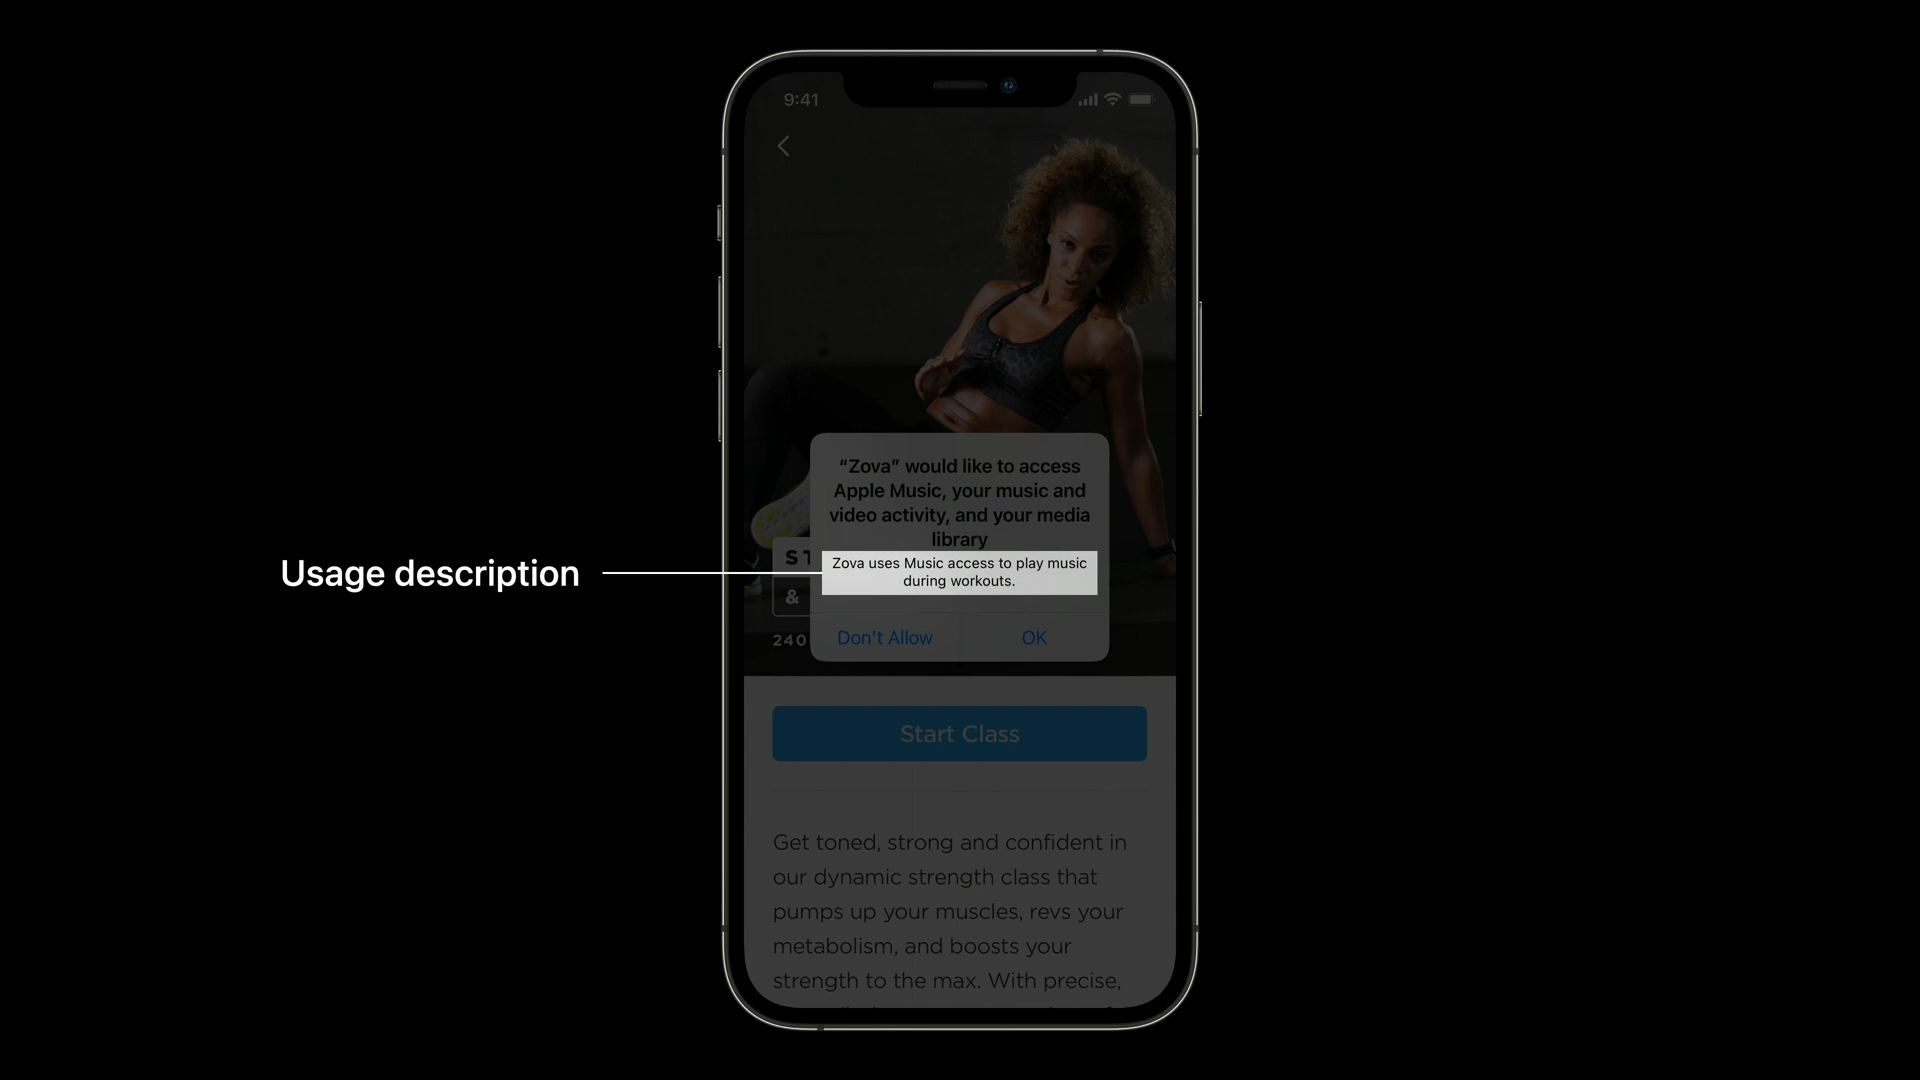 9:41
“Zova” would like to access
Apple Music, your music and
video activity, and your media
library
Usage description
Zova uses Music access to play music
during workouts.
&
240
Don’t Allow
OK
Start Class
Get toned, strong and confident in
our dynamic strength class that
pumps up your muscles, revs your
metabolism, and boosts your
strength to the max. With precise,